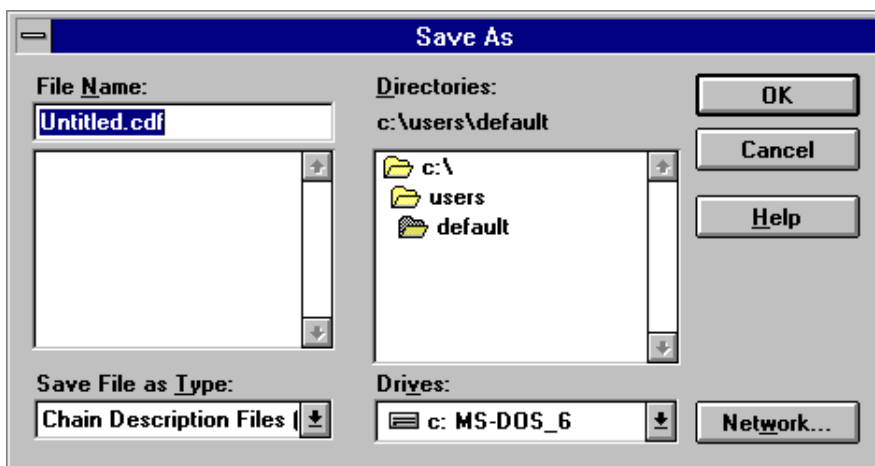 Save As
File Name:
Untitled.cdf
Directories:
c:\users\default
c:\
users
default
OK
Cancel
Help
Save File as Type:
Chain Description Files (
Drives:
c: MS-DOS_6
Network...